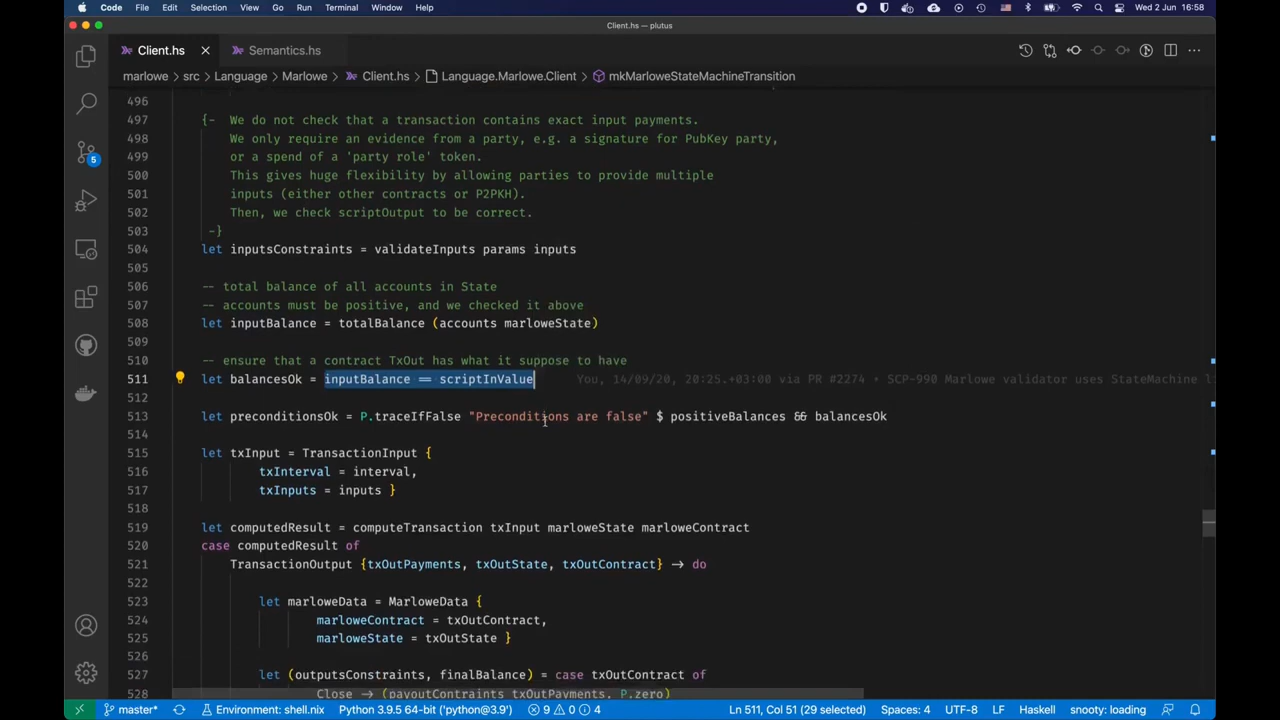 Code File Edit Selection View Go Run Terminal Window Help Wed 2 Jun 16:58
Client.hs — plutus
Client.hs Semantics.hs
marlowe > src > Language > Marlowe > Client.hs > Language.Marlowe.Client > mkMarloweStateMachineTransition
496
497 {- We do not check that a transaction contains exact input payments.
498 We only require an evidence from a party, e.g. a signature for PubKey party,
499 or a spend of a 'party role' token.
500 This gives huge flexibility by allowing parties to provide multiple
501 inputs (either other contracts or P2PKH).
502 Then, we check scriptOutput to be correct.
503 -}
504 let inputsConstraints = validateInputs params inputs
505
506 -- total balance of all accounts in State
507 -- accounts must be positive, and we checked it above
508 let inputBalance = totalBalance (accounts marloweState)
509
510 -- ensure that a contract TxOut has what it suppose to have
511 let balancesOk = inputBalance == scriptInValue You, 14/09/20, 20:25.+03:00 via PR #2274 • SCP-990 Marlowe validator uses StateMachine li
512
513 let preconditionsOk = P.traceIfFalse "Preconditions are false" $ positiveBalances && balancesOk
514
515 let txInput = TransactionInput {
516 txInterval = interval,
517 txInputs = inputs }
518
519 let computedResult = computeTransaction txInput marloweState marloweContract
520 case computedResult of
521 TransactionOutput {txOutPayments, txOutState, txOutContract} -> do
522
523 let marloweData = MarloweData {
524 marloweContract = txOutContract,
525 marloweState = txOutState }
526
527 let (outputsConstraints, finalBalance) = case txOutContract of
528 Close -> (payoutContraints txOutPayments, P.zero)
5
master* Environment: shell.nix Python 3.9.5 64-bit ('python@3.9') 9 0 4 Ln 511, Col 51 (29 selected) Spaces: 4 UTF-8 LF Haskell snooty: loading